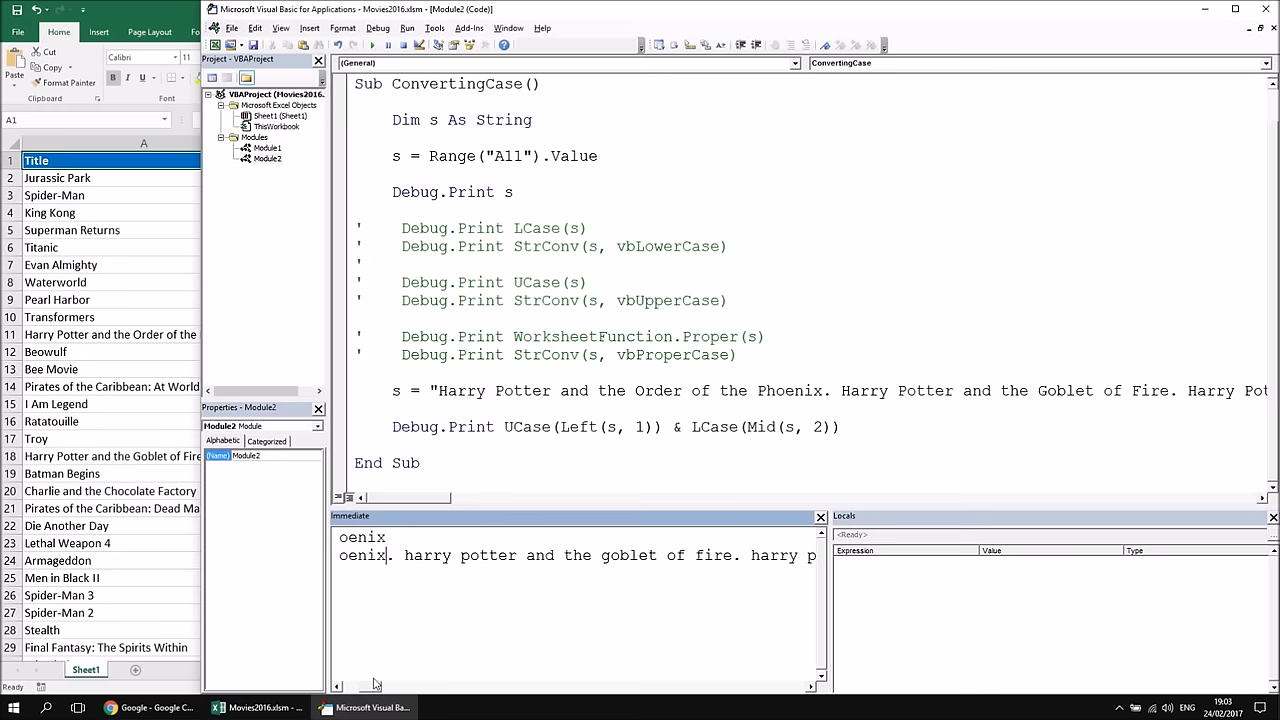 Microsoft Visual Basic for Applications - Movies2016.xlsm - [Module2 (Code)]
File Home Insert Page Layout Fo
File Edit View Insert Format Debug Run Tools Add-Ins Window Help
Cut
Copy
Format Painter
Paste
Clipboard
Calibri 11
B I U
Font
A1
A
1 Title
2 Jurassic Park
3 Spider-Man
4 King Kong
5 Superman Returns
6 Titanic
7 Evan Almighty
8 Waterworld
9 Pearl Harbor
10 Transformers
11 Harry Potter and the Order of the
12 Beowulf
13 Bee Movie
14 Pirates of the Caribbean: At World
15 I Am Legend
16 Ratatouille
17 Troy
18 Harry Potter and the Goblet of Fire
19 Batman Begins
20 Charlie and the Chocolate Factory
21 Pirates of the Caribbean: Dead Ma
22 Die Another Day
23 Lethal Weapon 4
24 Armageddon
25 Men in Black II
26 Spider-Man 3
27 Spider-Man 2
28 Stealth
29 Final Fantasy: The Spirits Within
Sheet1
Ready
Project - VBAProject
VBAProject (Movies2016.
Microsoft Excel Objects
Sheet1 (Sheet1)
ThisWorkbook
Modules
Module1
Module2
Properties - Module2
Module2 Module
Alphabetic Categorized
(Name) Module2
(General) ConvertingCase
Sub ConvertingCase()
Dim s As String
s = Range("A11").Value
Debug.Print s
' Debug.Print LCase(s)
' Debug.Print StrConv(s, vbLowerCase)
'
' Debug.Print UCase(s)
' Debug.Print StrConv(s, vbUpperCase)
' Debug.Print WorksheetFunction.Proper(s)
' Debug.Print StrConv(s, vbProperCase)
s = "Harry Potter and the Order of the Phoenix. Harry Potter and the Goblet of Fire. Harry Pot
Debug.Print UCase(Left(s, 1)) & LCase(Mid(s, 2))
End Sub
Immediate
oenix
oenix. harry potter and the goblet of fire. harry p
Locals
<Ready>
Expression Value Type
Google - Google C...
Movies2016.xlsm -...
Microsoft Visual Ba...
ENG
19:03
24/02/2017